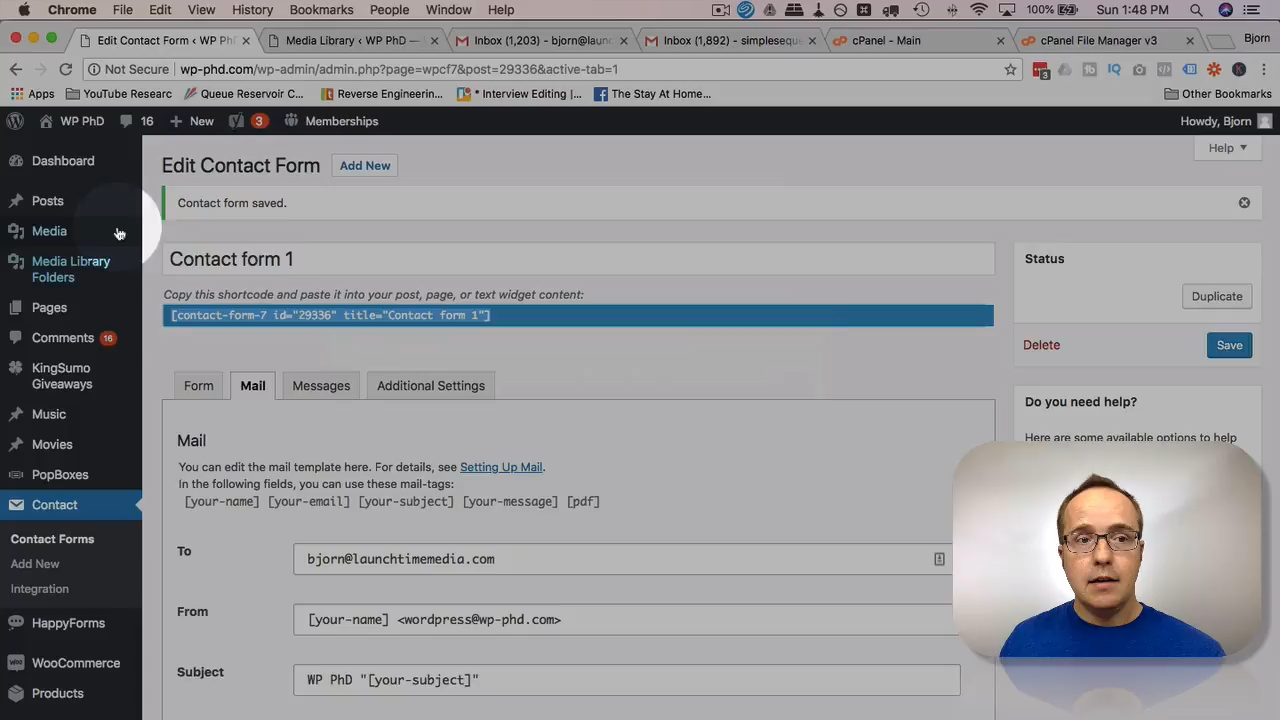 Chrome File Edit View History Bookmarks People Window Help 100% Sun 1:48 PM
Edit Contact Form ‹ WP Ph
Media Library ‹ WP PhD —
Inbox (1,203) - bjorn@laun
Inbox (1,892) - simplesequ
cPanel - Main
cPanel File Manager v3
Bjorn
Not Secure wp-phd.com/wp-admin/admin.php?page=wpcf7&post=29336&active-tab=1
Apps YouTube Researc Queue Reservoir C... Reverse Engineerin... * Interview Editing |... The Stay At Home... Other Bookmarks
WP PhD 16 New 3 Memberships Howdy, Bjorn
Dashboard
Posts
Media
Media Library
Folders
Pages
Comments 16
KingSumo
Giveaways
Music
Movies
PopBoxes
Contact
Contact Forms
Add New
Integration
HappyForms
WooCommerce
Products
Help
Edit Contact Form Add New
Contact form saved.
Contact form 1
Copy this shortcode and paste it into your post, page, or text widget content:
[contact-form-7 id="29336" title="Contact form 1"]
Form Mail Messages Additional Settings
Mail
You can edit the mail template here. For details, see Setting Up Mail.
In the following fields, you can use these mail-tags:
[your-name] [your-email] [your-subject] [your-message] [pdf]
To bjorn@launchtimemedia.com
From [your-name] <wordpress@wp-phd.com>
Subject WP PhD "[your-subject]"
Status
Duplicate
Delete Save
Do you need help?
Here are some available options to help